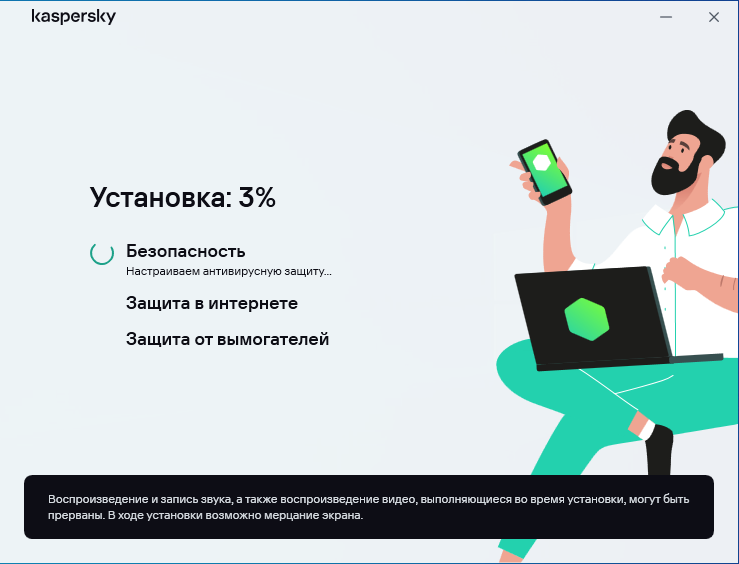 kaspersky
Установка: 3%
Безопасность
Настраиваем антивирусную защиту...
Защита в интернете
Защита от вымогателей
Воспроизведение и запись звука, а также воспроизведение видео, выполняющиеся во время установки, могут быть
прерваны. В ходе установки возможно мерцание экрана.